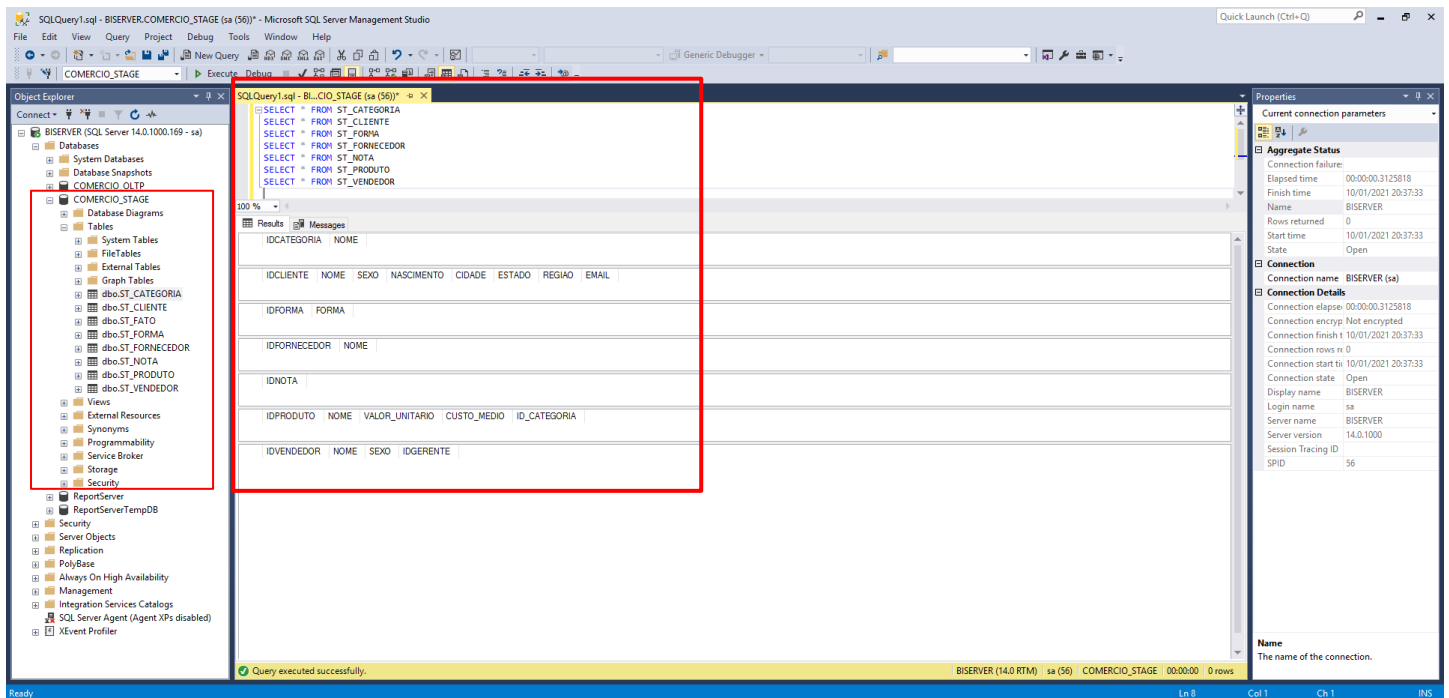 SQLQuery1.sql - BISERVER.COMERCIO_STAGE (sa (56))* - Microsoft SQL Server Management Studio
Quick Launch (Ctrl+Q)
File Edit View Query Project Debug Tools Window Help
New Query
Generic Debugger
COMERCIO_STAGE
Execute Debug
Object Explorer
Connect
BISERVER (SQL Server 14.0.1000.169 - sa)
Databases
System Databases
Database Snapshots
COMERCIO_OLTP
COMERCIO_STAGE
Database Diagrams
Tables
System Tables
FileTables
External Tables
Graph Tables
dbo.ST_CATEGORIA
dbo.ST_CLIENTE
dbo.ST_FATO
dbo.ST_FORMA
dbo.ST_FORNECEDOR
dbo.ST_NOTA
dbo.ST_PRODUTO
dbo.ST_VENDEDOR
Views
External Resources
Synonyms
Programmability
Service Broker
Storage
Security
ReportServer
ReportServerTempDB
Security
Server Objects
Replication
PolyBase
Always On High Availability
Management
Integration Services Catalogs
SQL Server Agent (Agent XPs disabled)
XEvent Profiler
SQLQuery1.sql - BI...CIO_STAGE (sa (56))*
SELECT * FROM ST_CATEGORIA
SELECT * FROM ST_CLIENTE
SELECT * FROM ST_FORMA
SELECT * FROM ST_FORNECEDOR
SELECT * FROM ST_NOTA
SELECT * FROM ST_PRODUTO
SELECT * FROM ST_VENDEDOR
100 %
Results Messages
IDCATEGORIA NOME
IDCLIENTE NOME SEXO NASCIMENTO CIDADE ESTADO REGIAO EMAIL
IDFORMA FORMA
IDFORNECEDOR NOME
IDNOTA
IDPRODUTO NOME VALOR_UNITARIO CUSTO_MEDIO ID_CATEGORIA
IDVENDEDOR NOME SEXO IDGERENTE
Query executed successfully.
BISERVER (14.0 RTM) sa (56) COMERCIO_STAGE 00:00:00 0 rows
Properties
Current connection parameters
Aggregate Status
Connection failures
Elapsed time 00:00:00.3125818
Finish time 10/01/2021 20:37:33
Name BISERVER
Rows returned 0
Start time 10/01/2021 20:37:33
State Open
Connection
Connection name BISERVER (sa)
Connection Details
Connection elapse 00:00:00.3125818
Connection encryp Not encrypted
Connection finish t 10/01/2021 20:37:33
Connection rows re 0
Connection start ti 10/01/2021 20:37:33
Connection state Open
Display name BISERVER
Login name sa
Server name BISERVER
Server version 14.0.1000
Session Tracing ID
SPID 56
Name
The name of the connection.
Ready
Ln 8 Col 1 Ch 1 INS